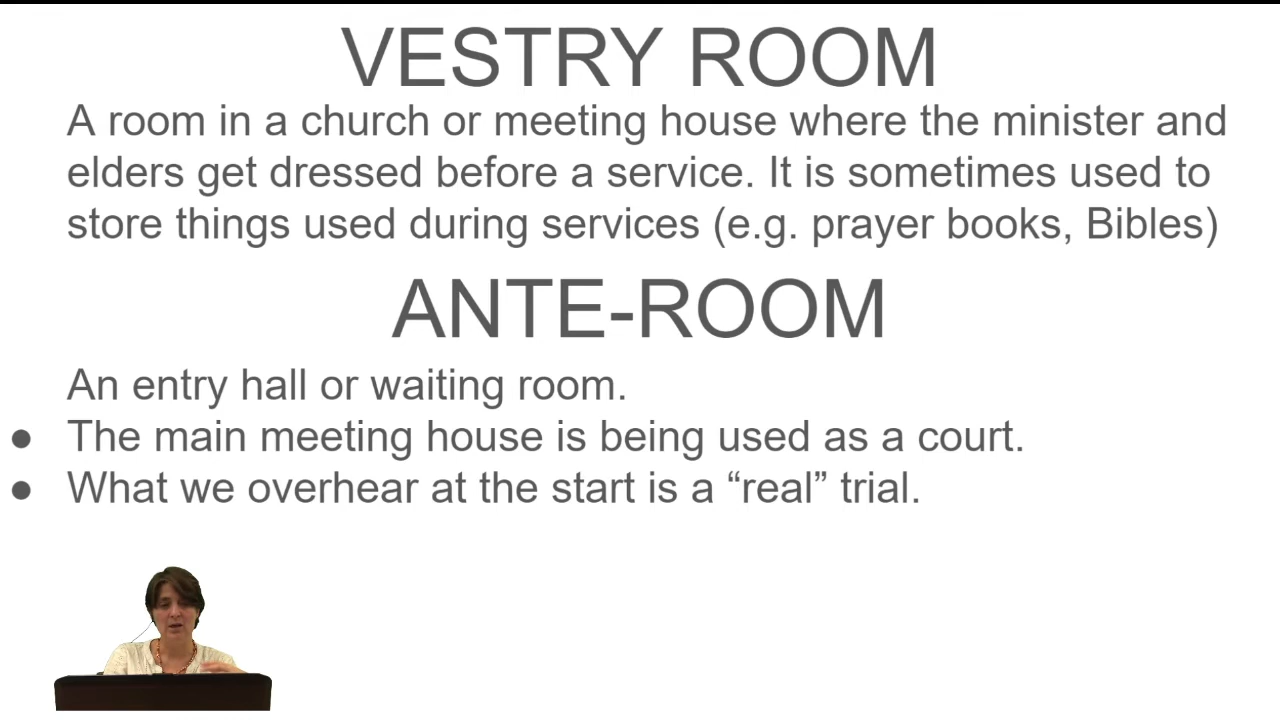 VESTRY ROOM
A room in a church or meeting house where the minister and
elders get dressed before a service. It is sometimes used to
store things used during services (e.g. prayer books, Bibles)
ANTE-ROOM
An entry hall or waiting room.
● The main meeting house is being used as a court.
● What we overhear at the start is a “real” trial.